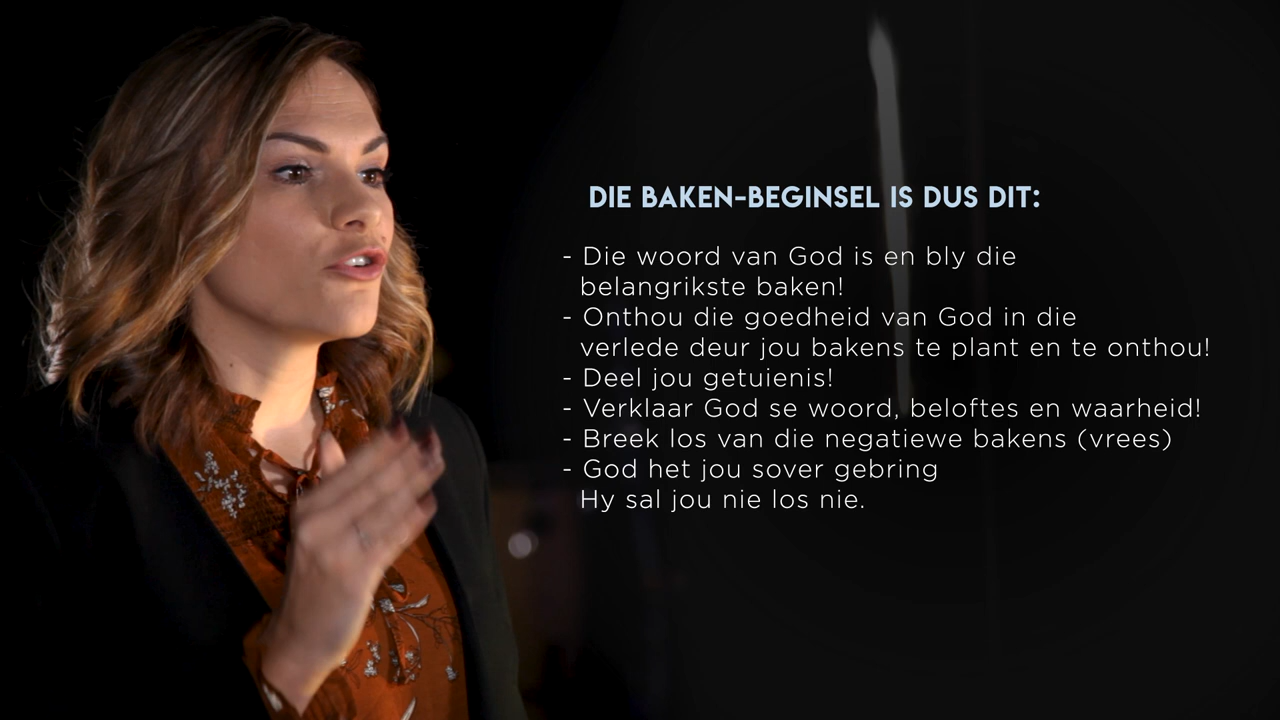 DIE BAKEN-BEGINSEL IS DUS DIT:
- Die woord van God is en bly die
belangrikste baken!
- Onthou die goedheid van God in die
verlede deur jou bakens te plant en te onthou!
- Deel jou getuienis!
- Verklaar God se woord, beloftes en waarheid!
- Breek los van die negatiewe bakens (vrees)
- God het jou sover gebring
Hy sal jou nie los nie.